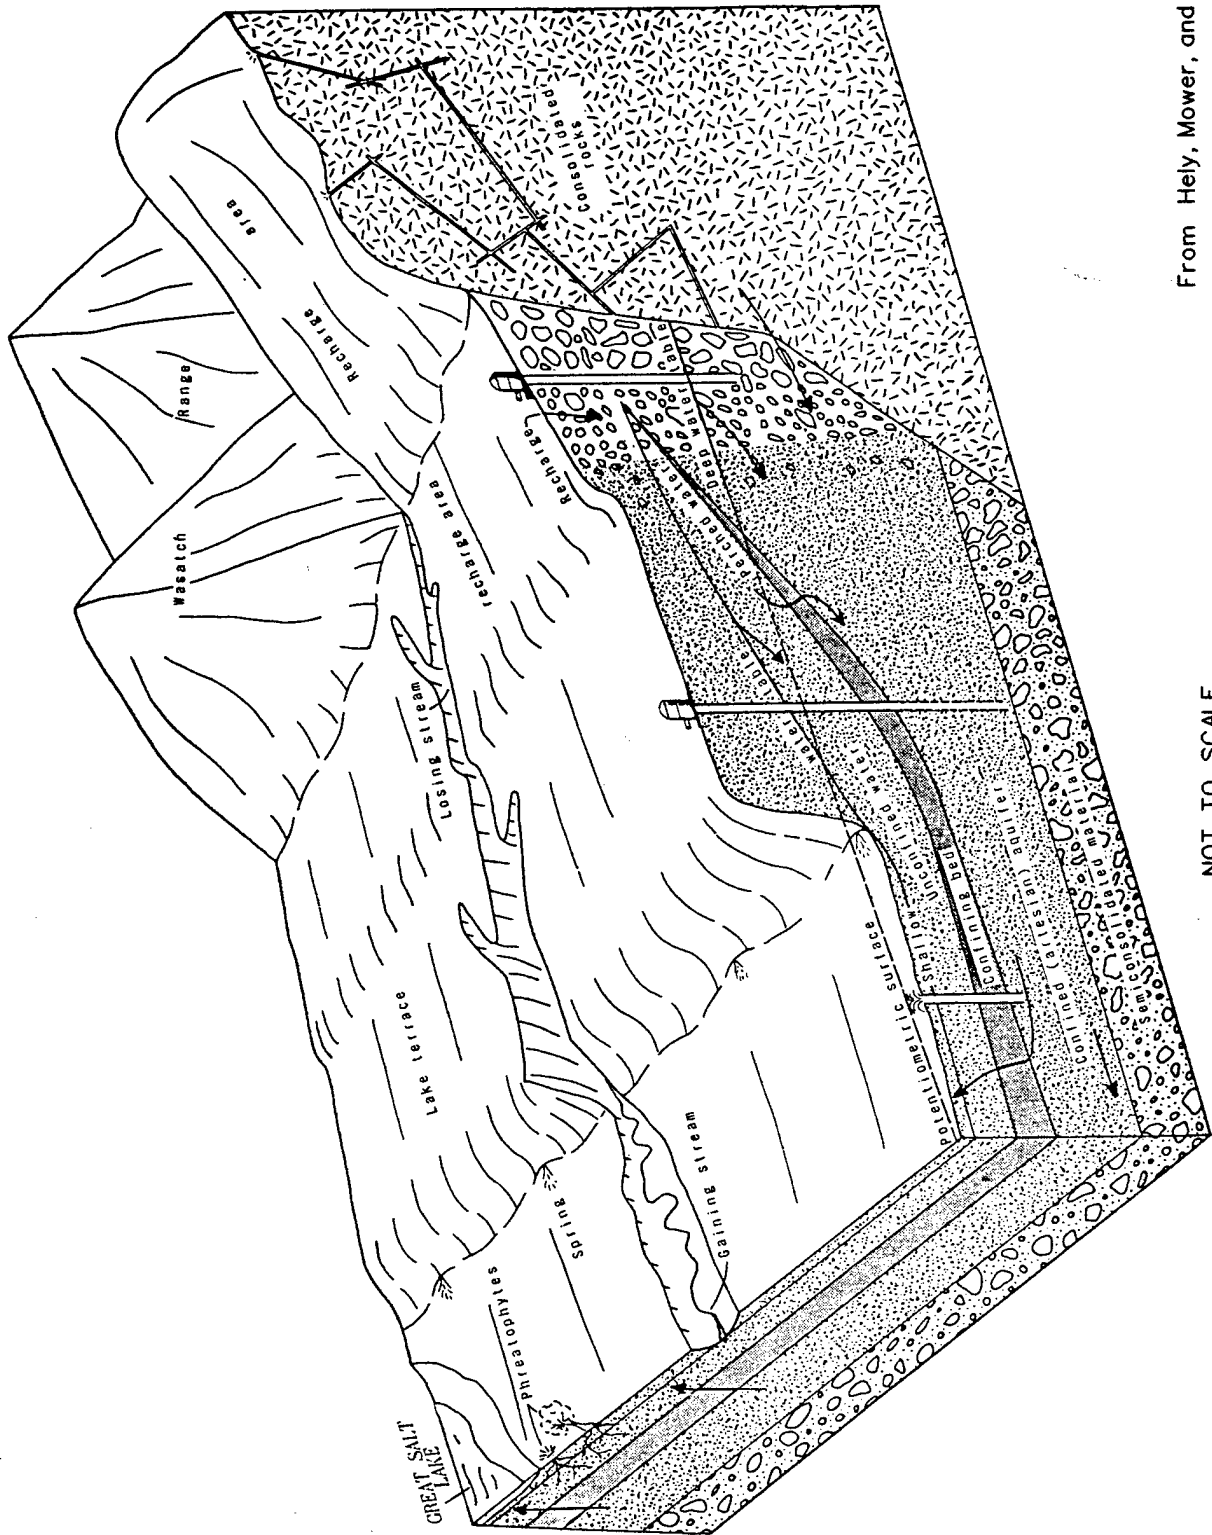 GREAT SALT
LAKE
Phreatophytes
Spring
Gaining stream
Lake terrace
Losing stream
Wasatch
Range
Recharge
area
recharge area
Recharge
Potentiometric surface
Shallow unconfined water
water table
Perched water
Deep water table
Confining bed
Confined (artesian) aquifer
Semiconsolidated material
Consolidated
rocks
NOT TO SCALE
From Hely, Mower, and